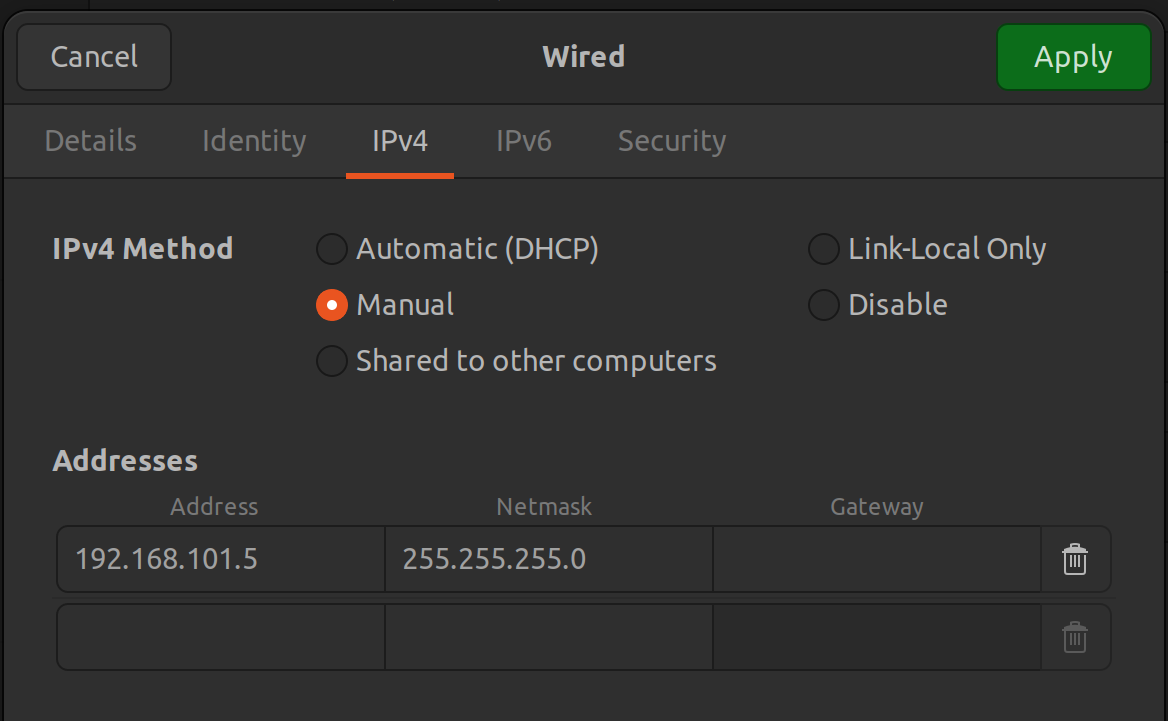 Cancel Wired Apply
Details Identity IPv4 IPv6 Security
IPv4 Method Automatic (DHCP) Link-Local Only
Manual Disable
Shared to other computers
Addresses
Address Netmask Gateway
192.168.101.5 255.255.255.0